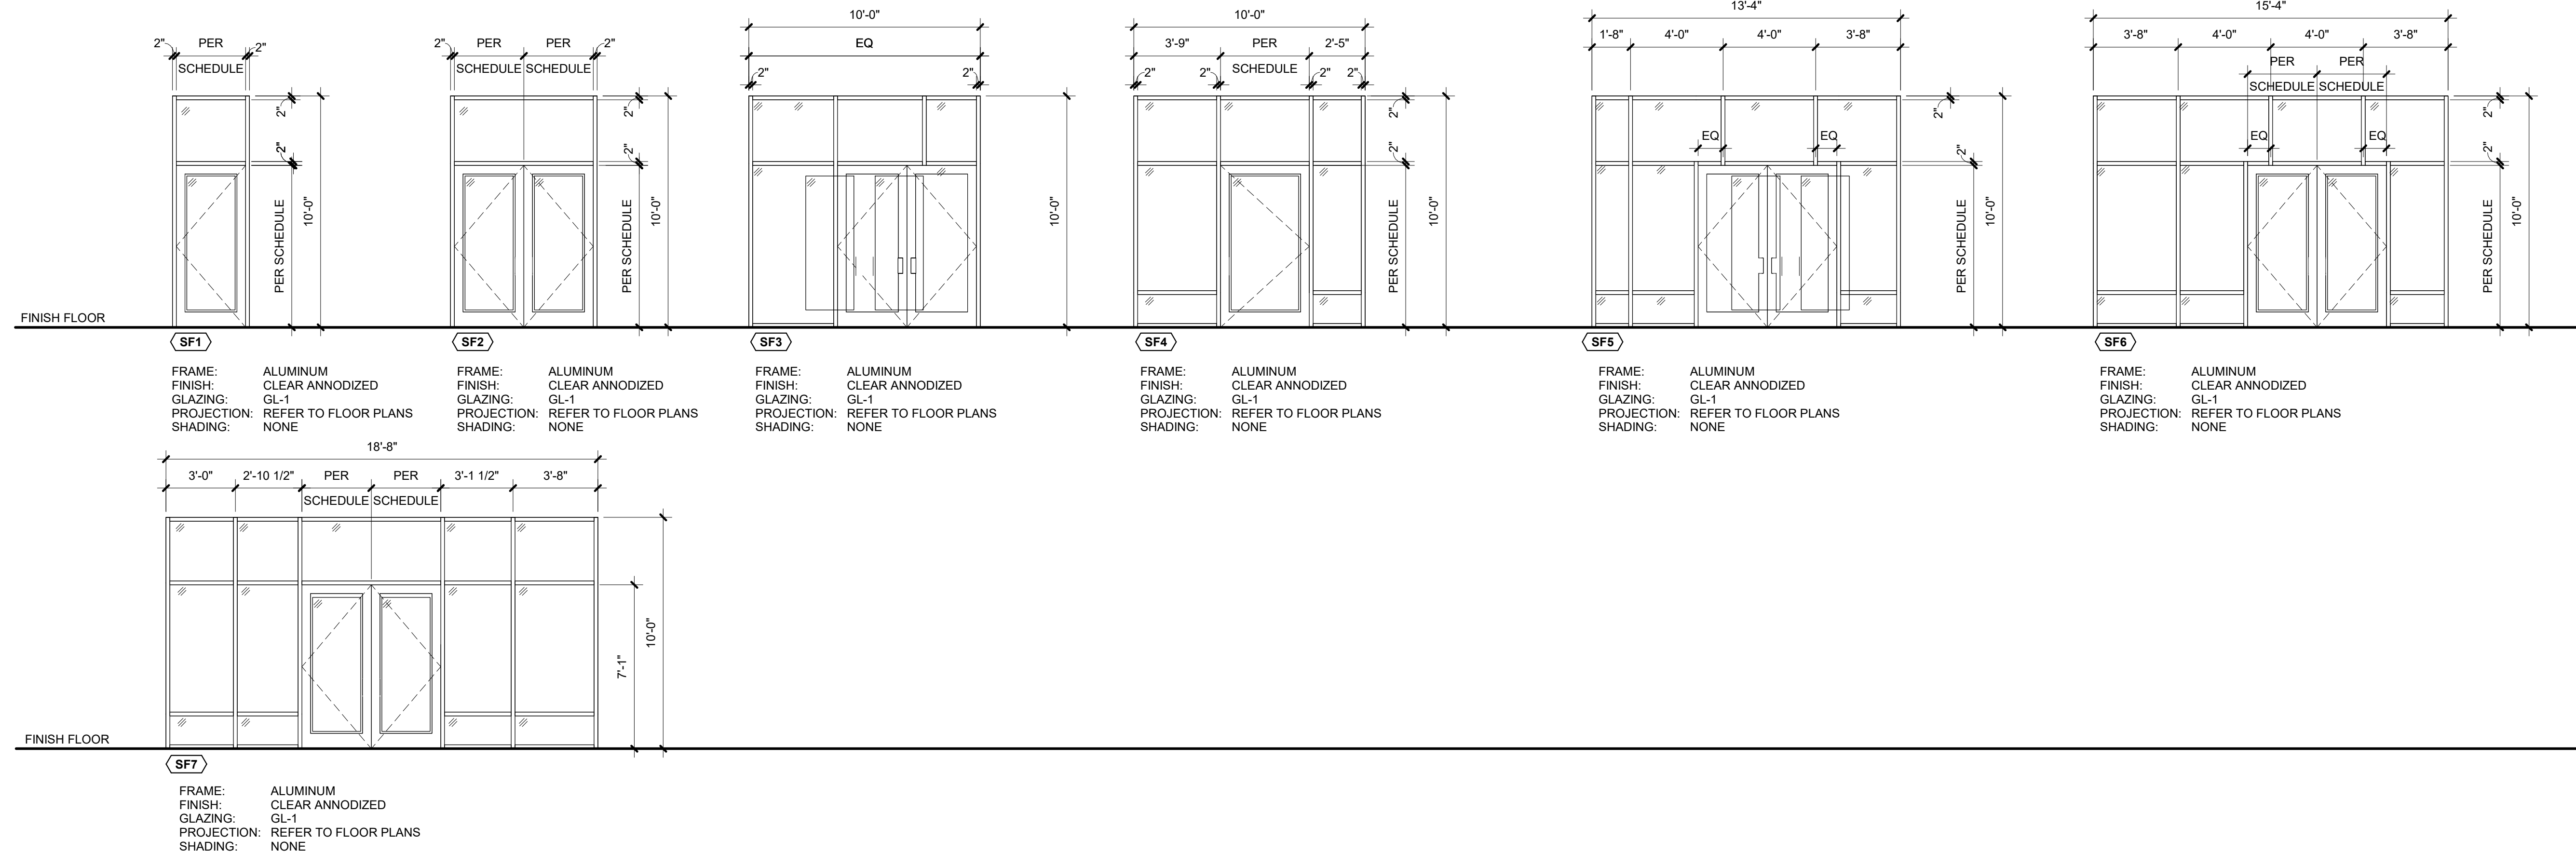 2" PER 2"
SCHEDULE
2"
2"
PER SCHEDULE
10'-0"
2" PER PER 2"
SCHEDULE SCHEDULE
2"
2"
PER SCHEDULE
10'-0"
10'-0"
EQ
2" 2"
10'-0"
10'-0"
3'-9" PER 2'-5"
SCHEDULE
2" 2" 2" 2"
2"
2"
PER SCHEDULE
10'-0"
13'-4"
1'-8" 4'-0" 4'-0" 3'-8"
EQ EQ
2"
2"
PER SCHEDULE
10'-0"
15'-4"
3'-8" 4'-0" 4'-0" 3'-8"
PER PER
SCHEDULE SCHEDULE
EQ EQ
2"
2"
PER SCHEDULE
10'-0"
FINISH FLOOR
SF1
FRAME: ALUMINUM
FINISH: CLEAR ANNODIZED
GLAZING: GL-1
PROJECTION: REFER TO FLOOR PLANS
SHADING: NONE
SF2
FRAME: ALUMINUM
FINISH: CLEAR ANNODIZED
GLAZING: GL-1
PROJECTION: REFER TO FLOOR PLANS
SHADING: NONE
SF3
FRAME: ALUMINUM
FINISH: CLEAR ANNODIZED
GLAZING: GL-1
PROJECTION: REFER TO FLOOR PLANS
SHADING: NONE
SF4
FRAME: ALUMINUM
FINISH: CLEAR ANNODIZED
GLAZING: GL-1
PROJECTION: REFER TO FLOOR PLANS
SHADING: NONE
SF5
FRAME: ALUMINUM
FINISH: CLEAR ANNODIZED
GLAZING: GL-1
PROJECTION: REFER TO FLOOR PLANS
SHADING: NONE
SF6
FRAME: ALUMINUM
FINISH: CLEAR ANNODIZED
GLAZING: GL-1
PROJECTION: REFER TO FLOOR PLANS
SHADING: NONE
18'-8"
3'-0" 2'-10 1/2" PER PER 3'-1 1/2" 3'-8"
SCHEDULE SCHEDULE
7'-1"
10'-0"
FINISH FLOOR
SF7
FRAME: ALUMINUM
FINISH: CLEAR ANNODIZED
GLAZING: GL-1
PROJECTION: REFER TO FLOOR PLANS
SHADING: NONE